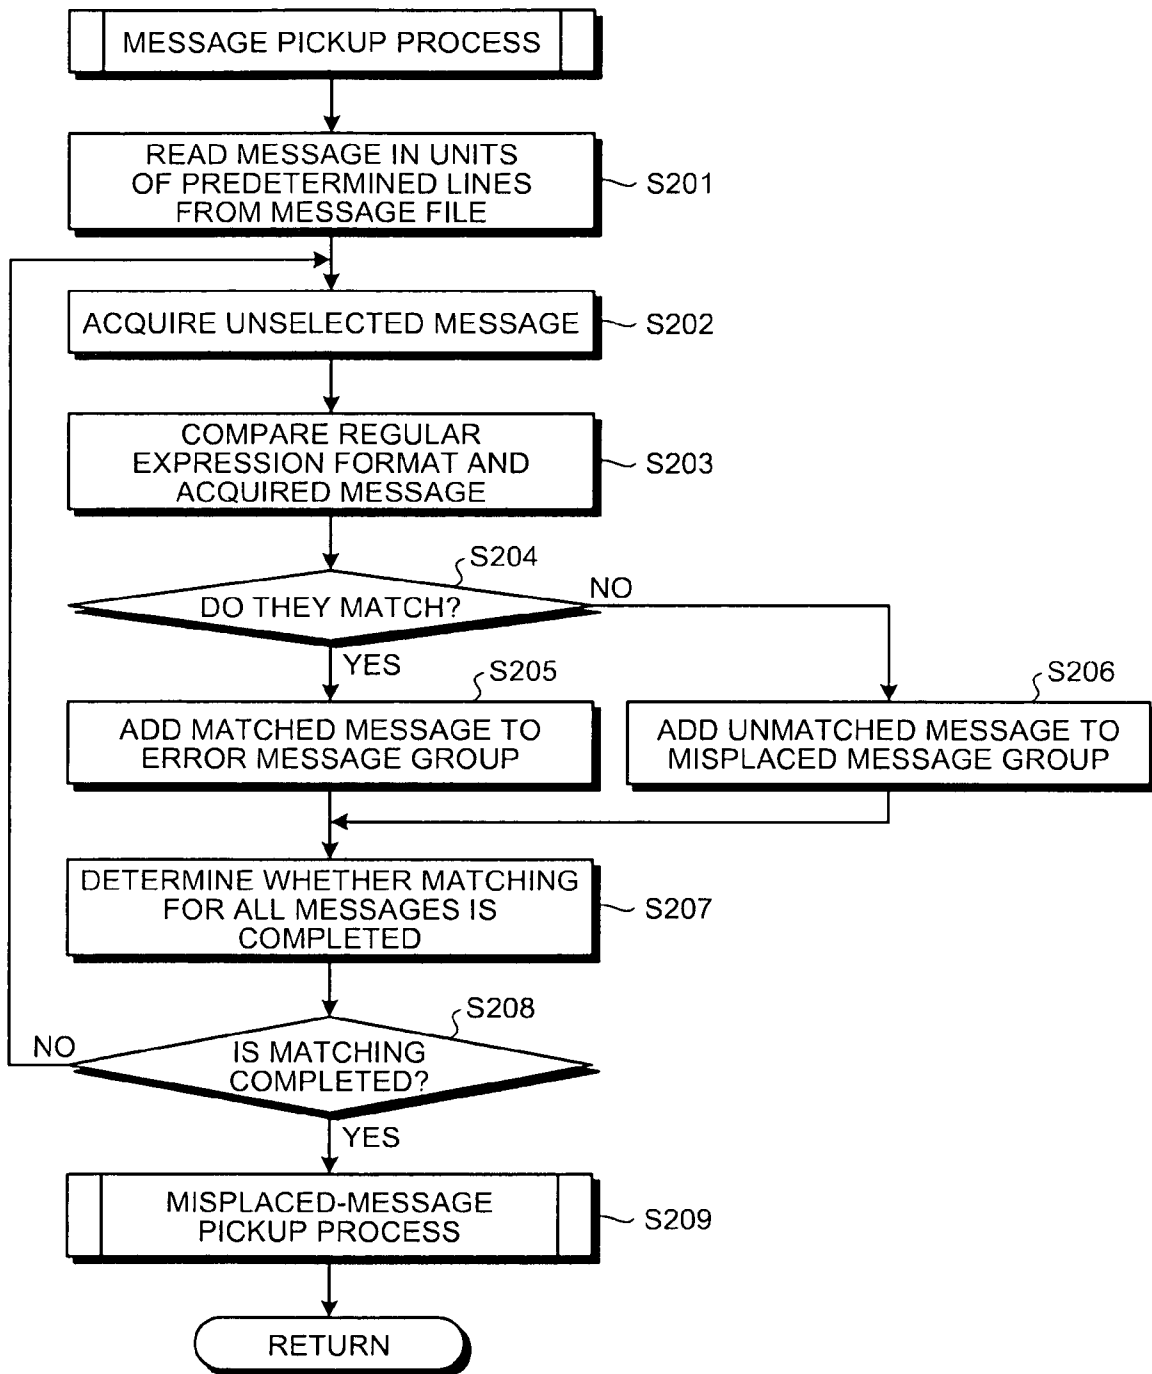 MESSAGE PICKUP PROCESS
READ MESSAGE IN UNITS
OF PREDETERMINED LINES
FROM MESSAGE FILE
S201
ACQUIRE UNSELECTED MESSAGE
S202
COMPARE REGULAR
EXPRESSION FORMAT AND
ACQUIRED MESSAGE
S203
S204
DO THEY MATCH?
NO
YES
S205
ADD MATCHED MESSAGE TO
ERROR MESSAGE GROUP
S206
ADD UNMATCHED MESSAGE TO
MISPLACED MESSAGE GROUP
DETERMINE WHETHER MATCHING
FOR ALL MESSAGES IS
COMPLETED
S207
S208
IS MATCHING
COMPLETED?
NO
YES
MISPLACED-MESSAGE
PICKUP PROCESS
S209
RETURN